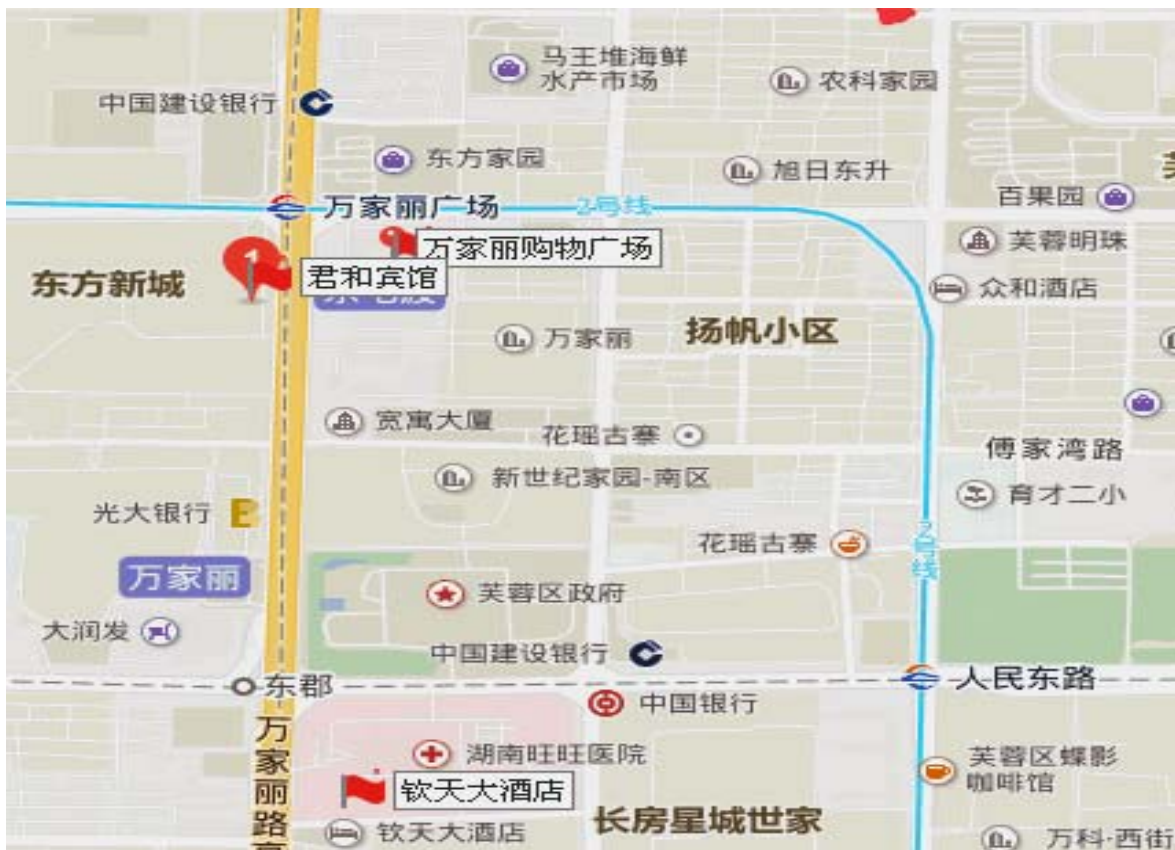 马王堆海鲜
水产市场
农科家园
中国建设银行
东方家园
旭日东升
百果园
万家丽广场
2号线
芙蓉明珠
万家丽购物广场
东方新城
1
君和宾馆
众和酒店
万家丽
扬帆小区
宽寓大厦
花瑶古寨
傅家湾路
新世纪家园-南区
育才二小
光大银行
花瑶古寨
2号线
万家丽
芙蓉区政府
大润发
中国建设银行
东郡
人民东路
中国银行
万家丽路
湖南旺旺医院
芙蓉区蝶影
咖啡馆
钦天大酒店
长房星城世家
钦天大酒店
万科·西街